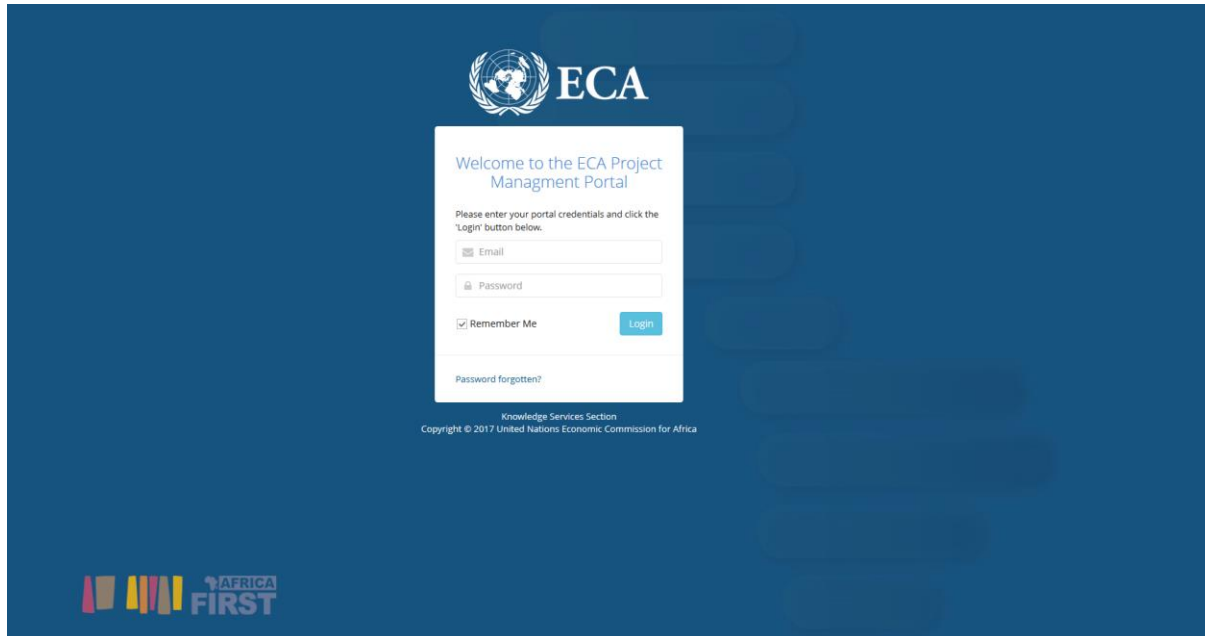 ECA
Welcome to the ECA Project
Managment Portal
Please enter your portal credentials and click the
'Login' button below.
Email
Password
Remember Me
Login
Password forgotten?
Knowledge Services Section
Copyright © 2017 United Nations Economic Commission for Africa
AFRICA
FIRST